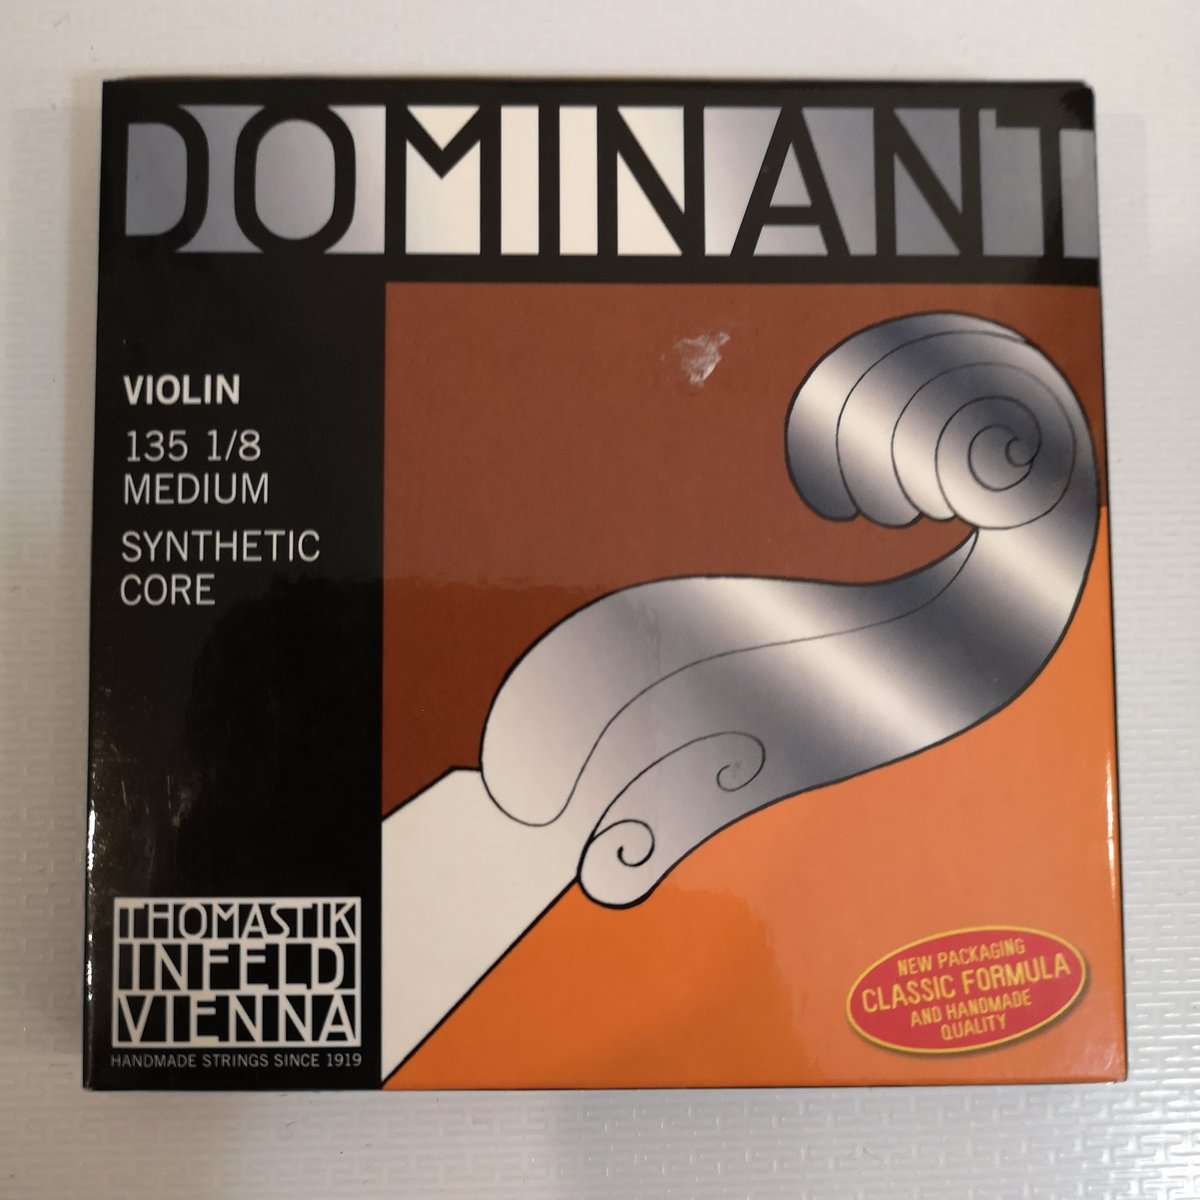 DOMINANT
VIOLIN
135 1/8
MEDIUM
SYNTHETIC
CORE
THOMASTIK
INFELD
VIENNA
HANDMADE STRINGS SINCE 1919
NEW PACKAGING
CLASSIC FORMULA
AND HANDMADE
QUALITY